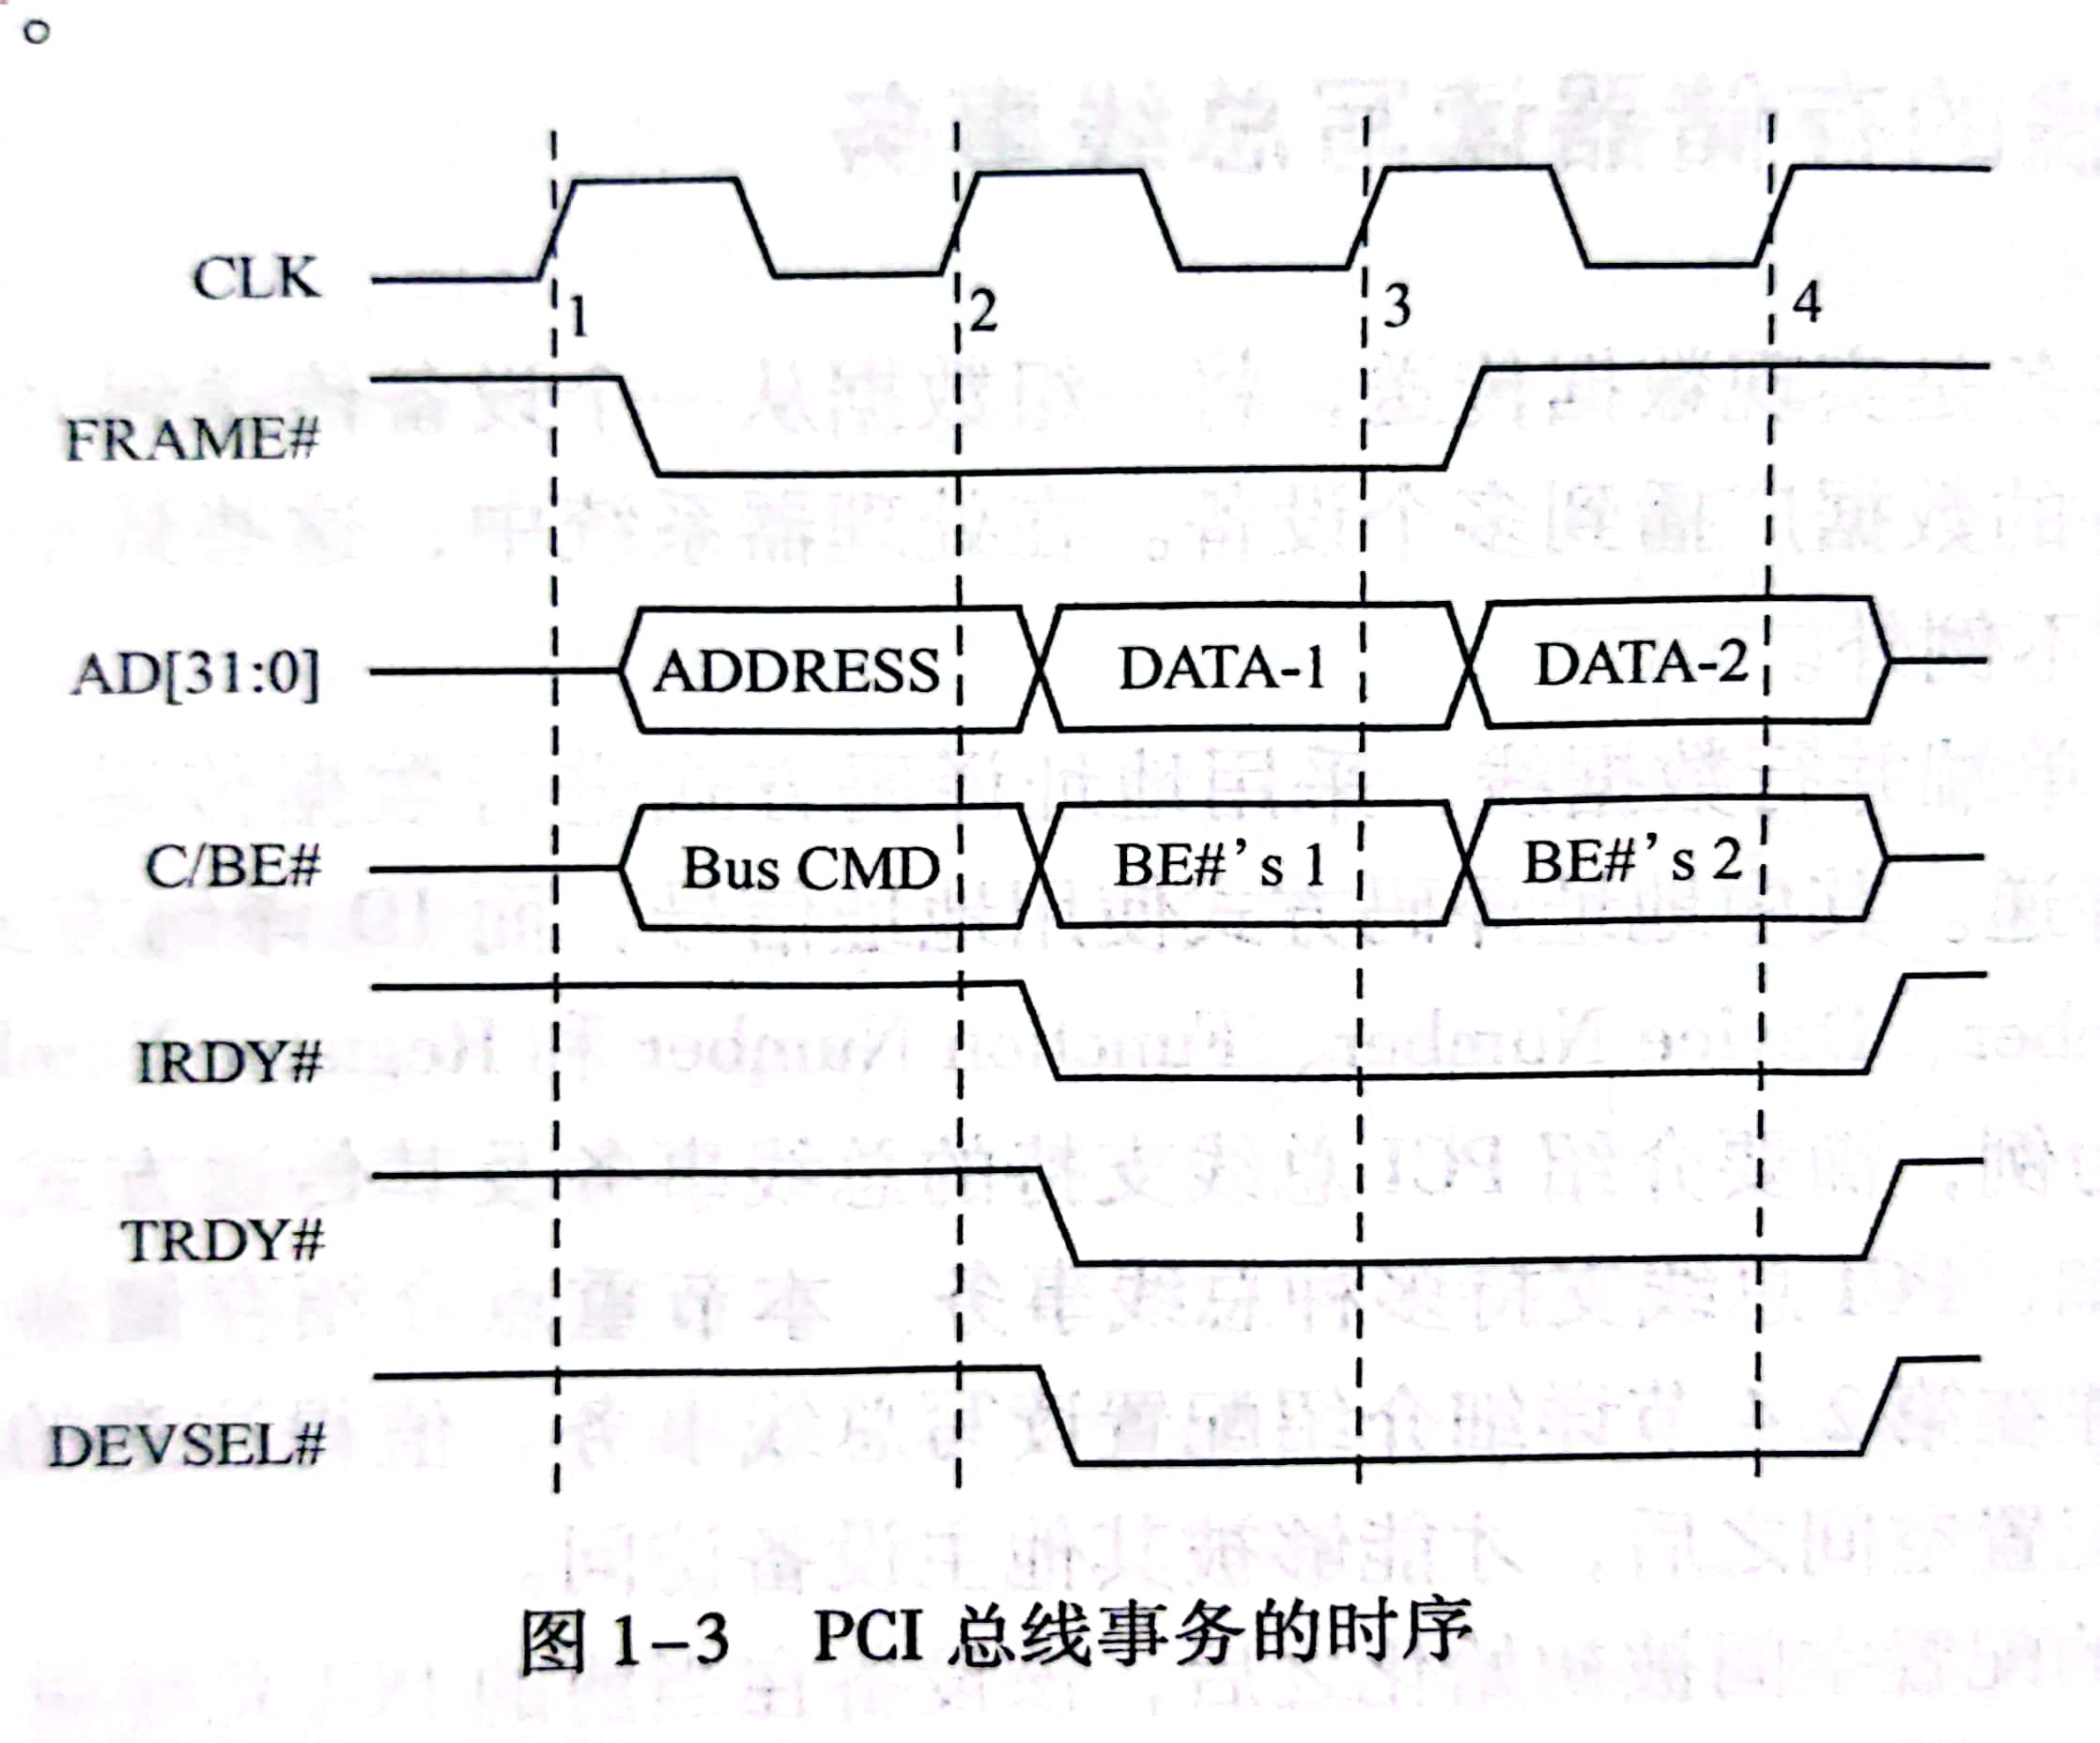 CLK
1
2
3
4
FRAME#
AD[31:0]
ADDRESS
DATA-1
DATA-2
C/BE#
Bus CMD
BE#’s 1
BE#’s 2
IRDY#
TRDY#
DEVSEL#
图 1-3 PCI 总线事务的时序